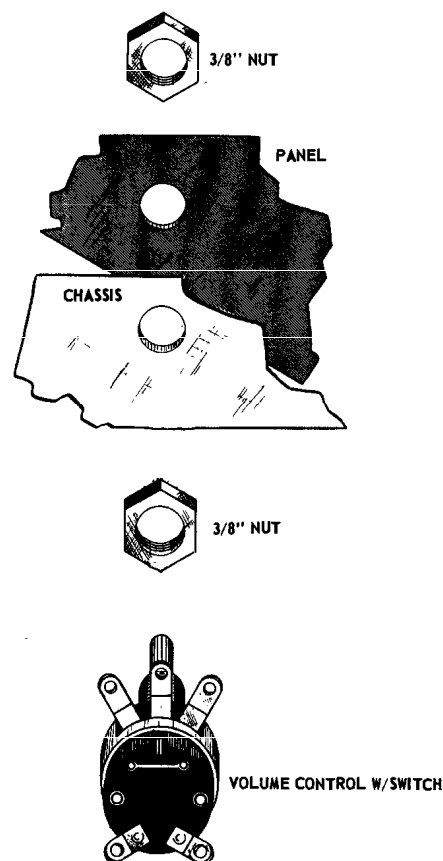 3/8" NUT
PANEL
CHASSIS
3/8" NUT
VOLUME CONTROL W/SWITCH